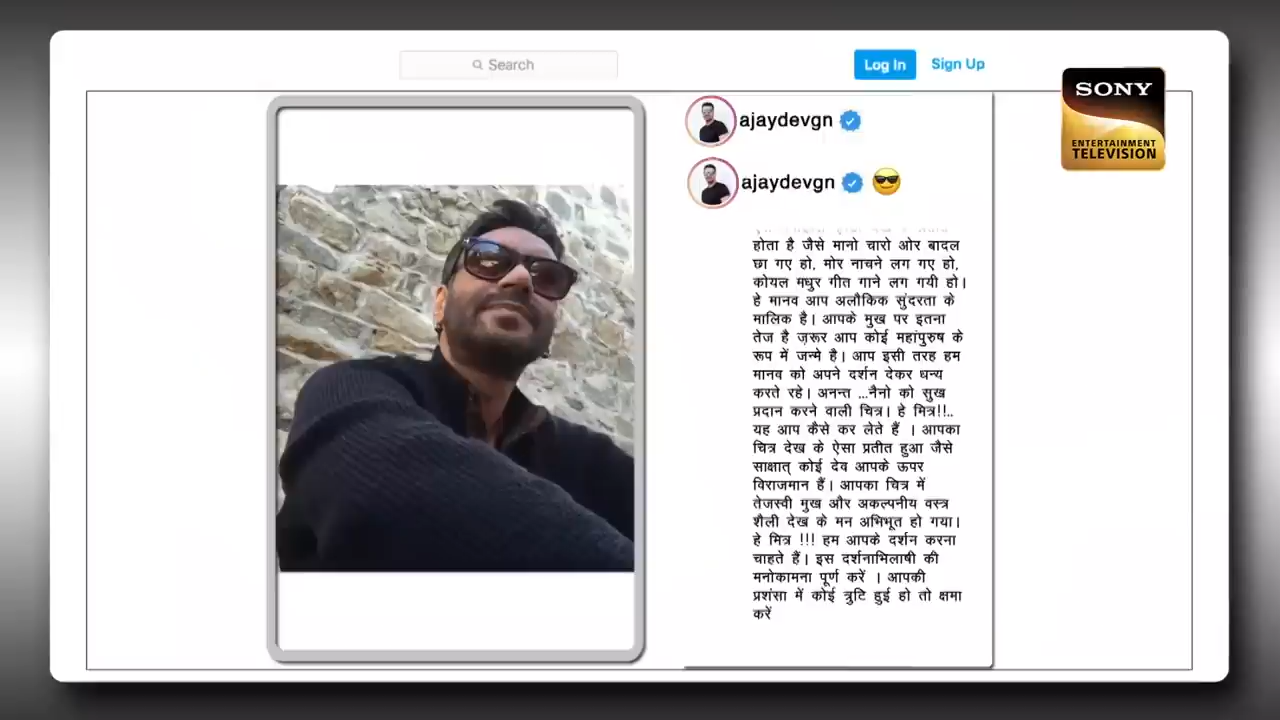 Search
Log In
Sign Up
SONY
ENTERTAINMENT
TELEVISION
ajaydevgn
ajaydevgn
होता है जैसे मानो चारो ओर बादल
छा गए हो, मोर नाचने लग गए हो,
कोयल मधुर गीत गाने लग गयी हो।
हे मानव आप अलौकिक सुंदरता के
मालिक है। आपके मुख पर इतना
तेज है ज़रूर आप कोई महांपुरुष के
रूप में जन्मे है। आप इसी तरह हम
मानव को अपने दर्शन देकर धन्य
करते रहे। अनन्त ...नैनो को सुख
प्रदान करने वाली चित्र। हे मित्र!!..
यह आप कैसे कर लेते हैं । आपका
चित्र देख के ऐसा प्रतीत हुआ जैसे
साक्षात् कोई देव आपके ऊपर
विराजमान हैं। आपका चित्र में
तेजस्वी मुख और अकल्पनीय वस्त्र
शैली देख के मन अभिभूत हो गया।
हे मित्र !!! हम आपके दर्शन करना
चाहते हैं। इस दर्शनाभिलाषी की
मनोकामना पूर्ण करें । आपकी
प्रशंसा में कोई त्रुटि हुई हो तो क्षमा
करें